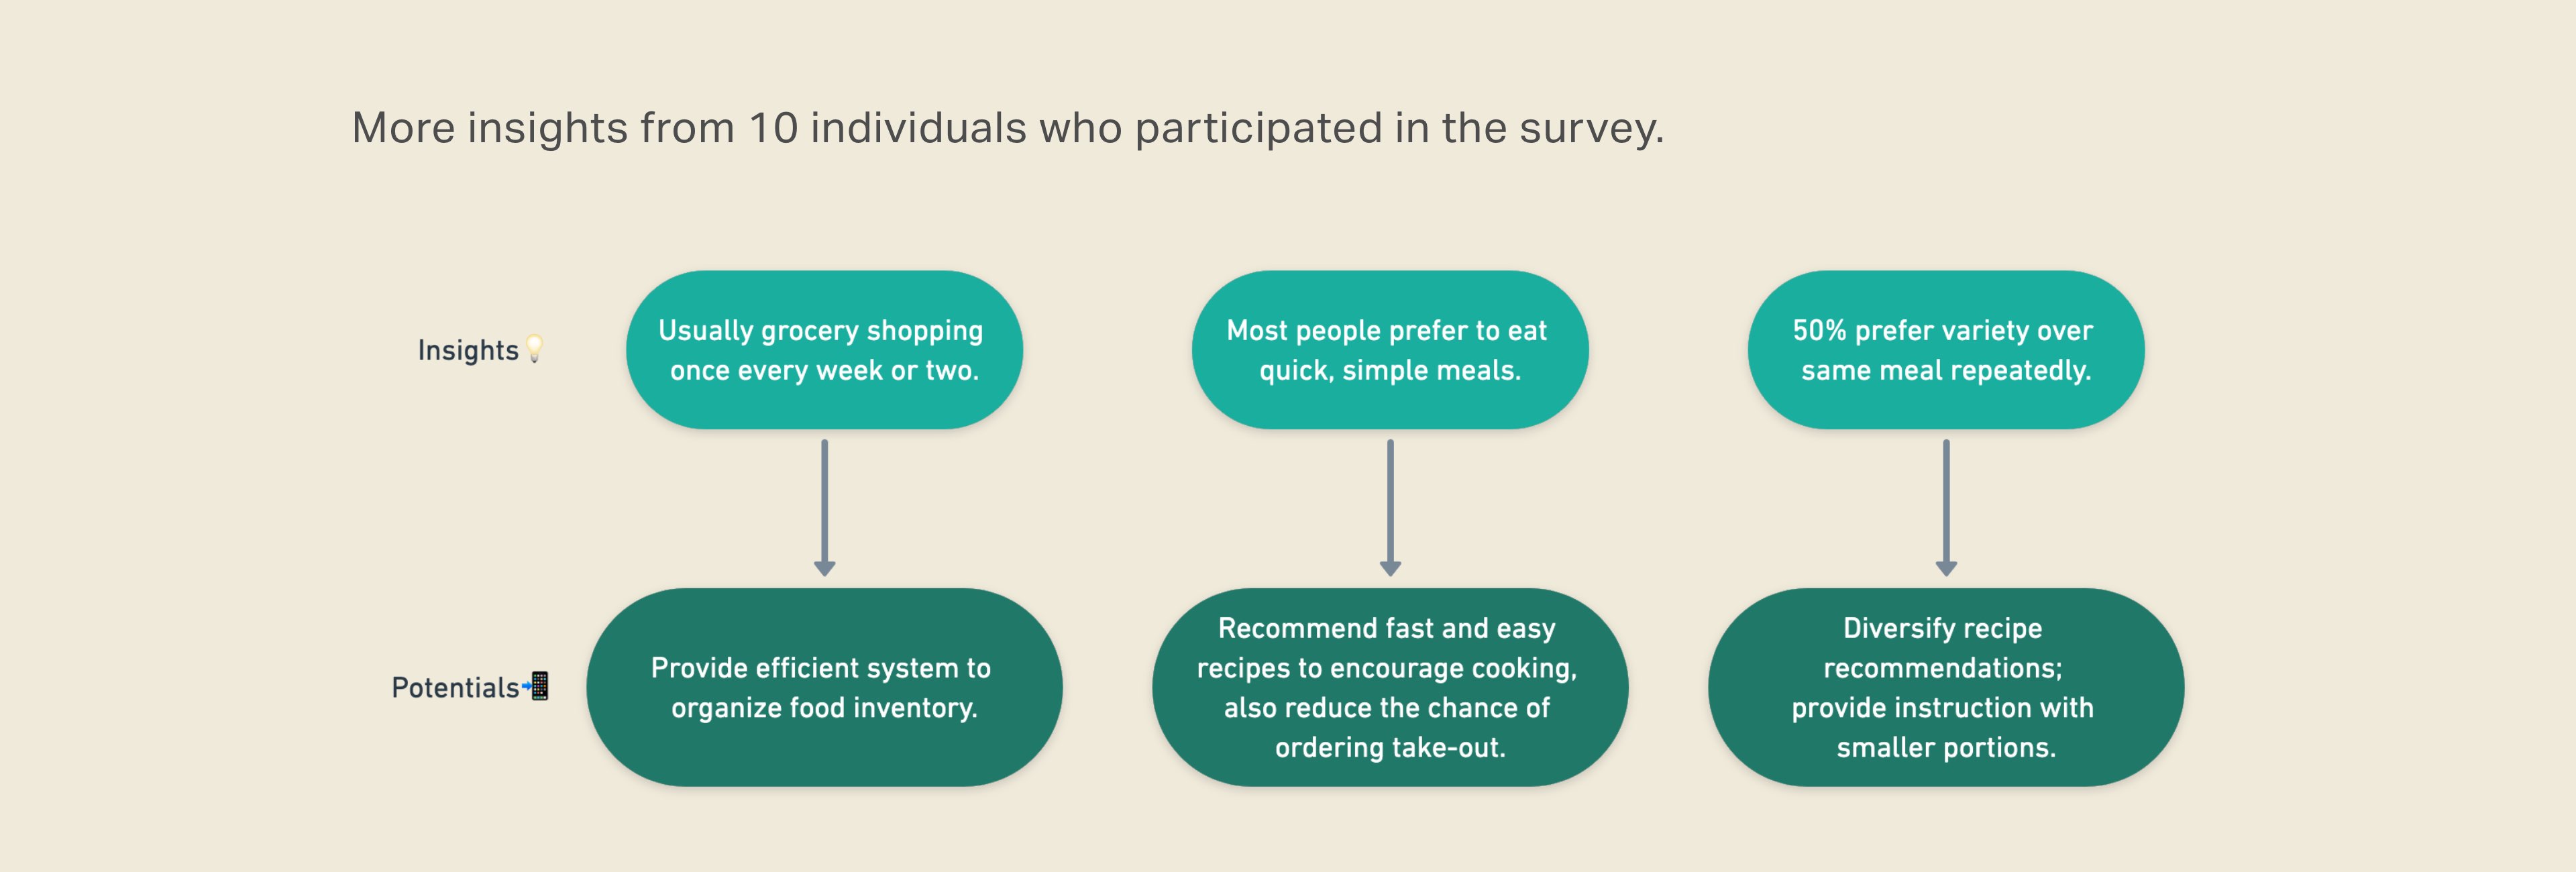 More insights from 10 individuals who participated in the survey.
Insights💡
Usually grocery shopping
once every week or two.
Most people prefer to eat
quick, simple meals.
50% prefer variety over
same meal repeatedly.
Potentials📲
Provide efficient system to
organize food inventory.
Recommend fast and easy
recipes to encourage cooking,
also reduce the chance of
ordering take-out.
Diversify recipe
recommendations;
provide instruction with
smaller portions.